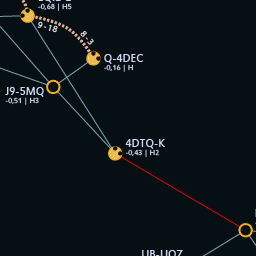 -0,68 | H5
9 - 18
8 - 3
Q-4DEC
-0,16 | H
J9-5MQ
-0,51 | H3
4DTQ-K
-0,43 | H2